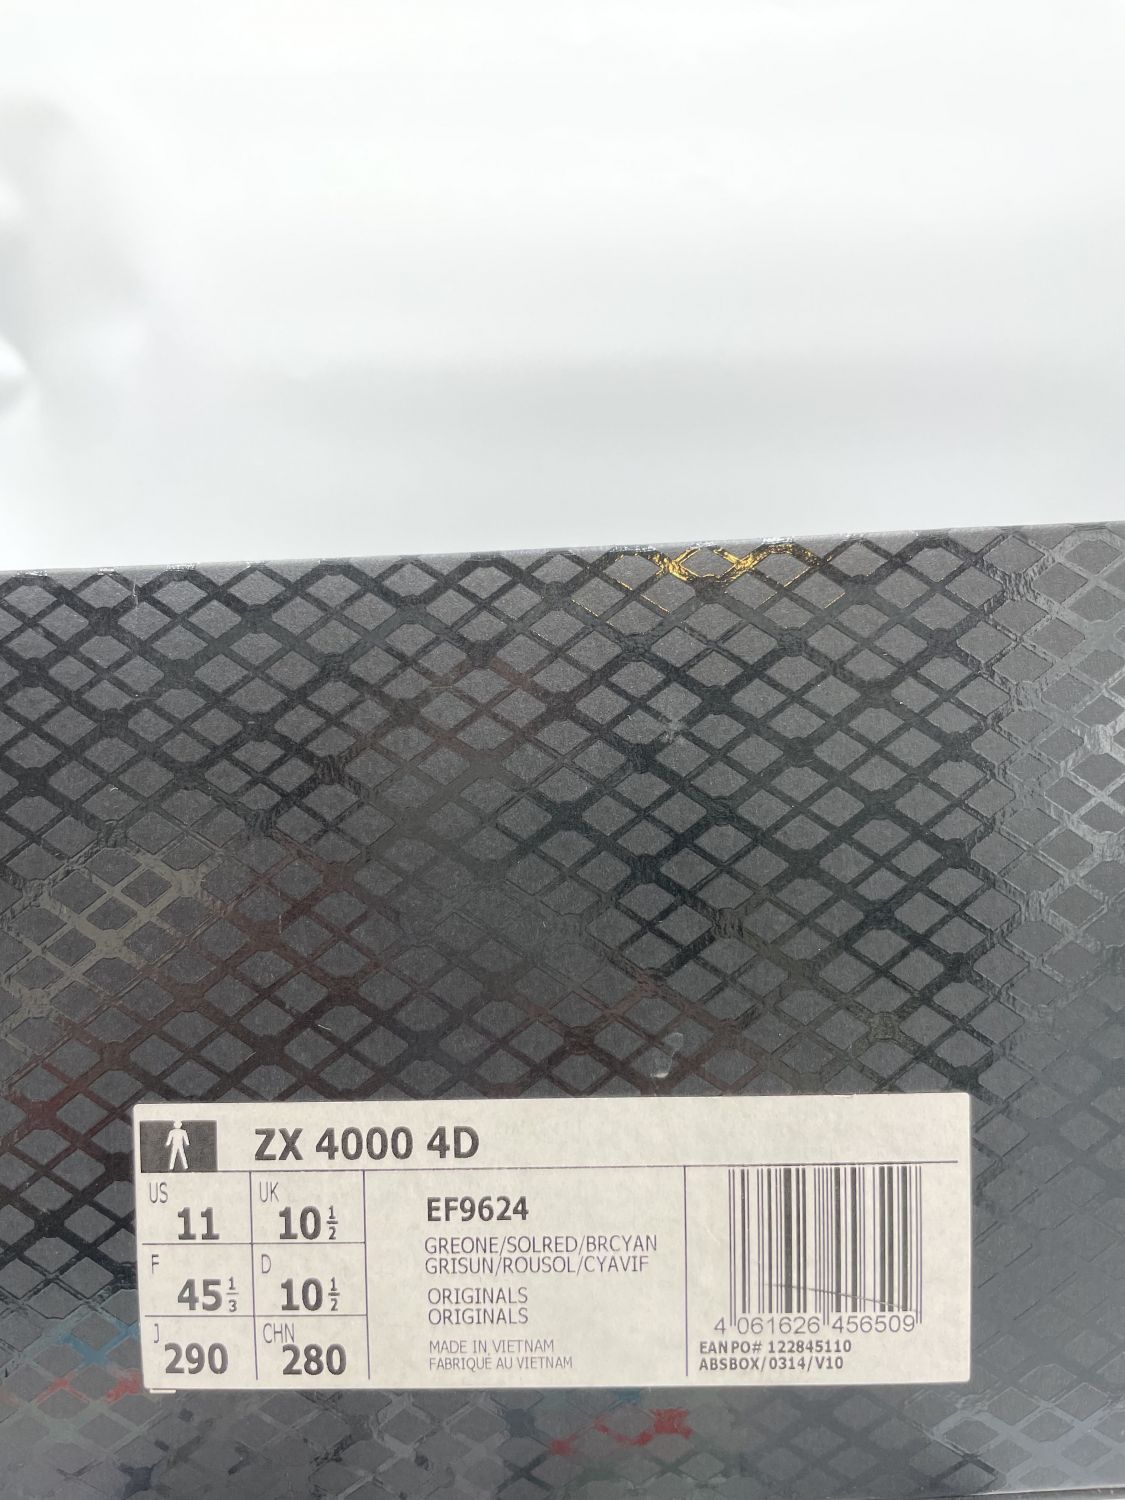 ZX 4000 4D
US 11 UK 10 1/2
F 45 1/3 D 10 1/2
J 290 CHN 280
EF9624
GREONE/SOLRED/BRCYAN
GRISUN/ROUSOL/CYAVIF
ORIGINALS
ORIGINALS
MADE IN VIETNAM
FABRIQUÉ AU VIETNAM
4 061626 456509
EAN PO# 122845110
ABSBOX/0314/V10